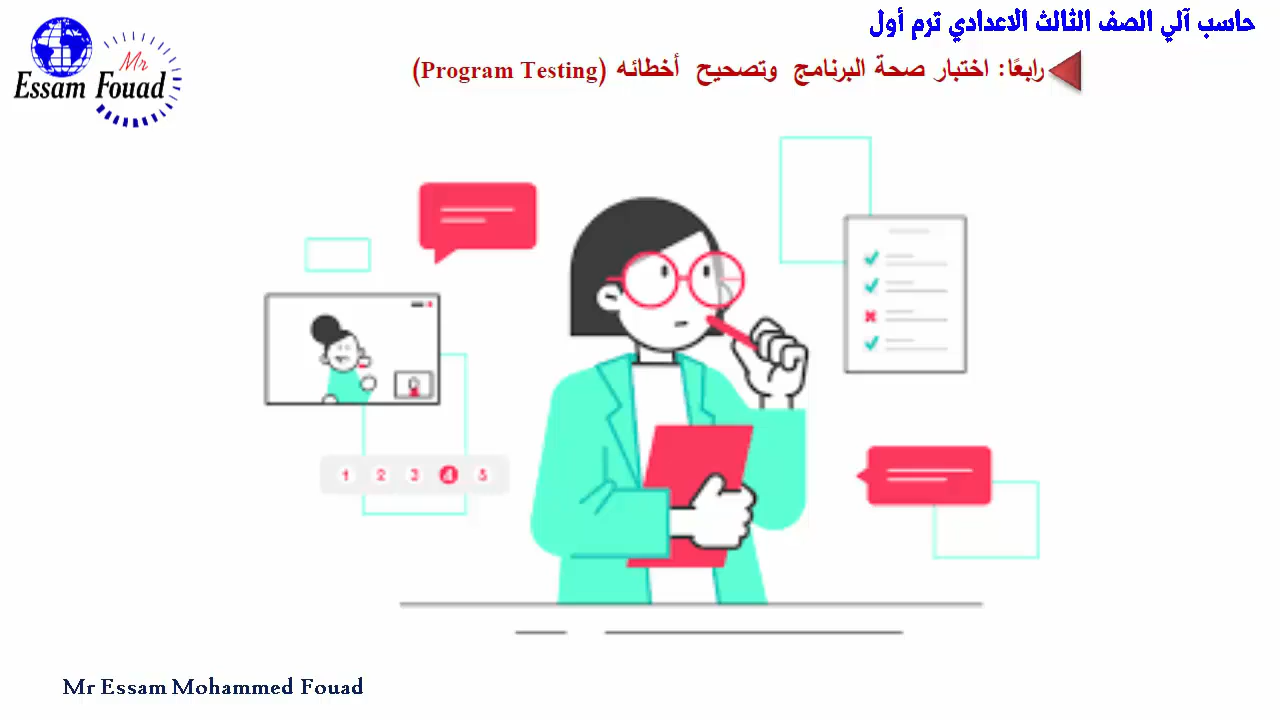 حاسب آلي الصف الثالث الاعدادي ترم أول
Mr
Essam Fouad
رابعًا: اختبار صحة البرنامج وتصحيح أخطائه (Program Testing)
1 2 3 4 5
Mr Essam Mohammed Fouad